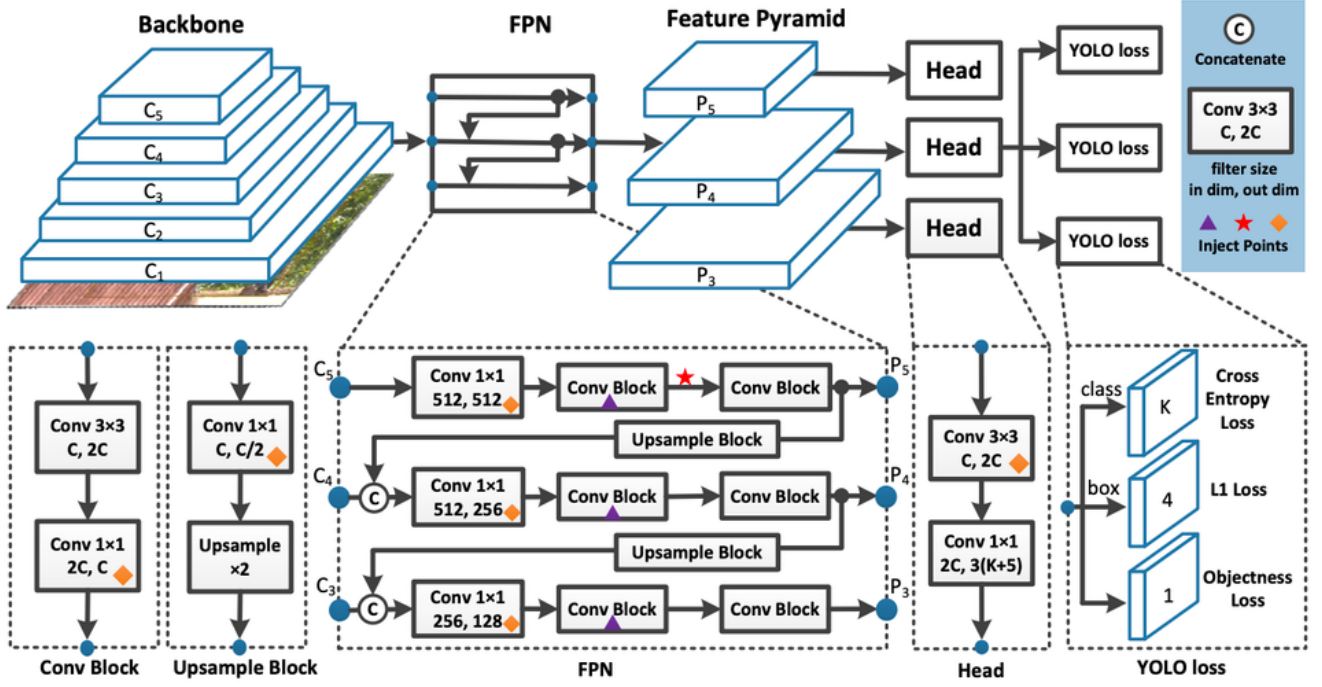 Backbone
FPN
Feature Pyramid
C5
C4
C3
C2
C1
P5
P4
P3
Head
Head
Head
YOLO loss
YOLO loss
YOLO loss
C
Concatenate
Conv 3×3
C, 2C
filter size
in dim, out dim
Inject Points
Conv 3×3
C, 2C
Conv 1×1
2C, C
Conv Block
Conv 1×1
C, C/2
Upsample
×2
Upsample Block
C5
Conv 1×1
512, 512
Conv Block
Conv Block
P5
Upsample Block
C4
C
Conv 1×1
512, 256
Conv Block
Conv Block
P4
Upsample Block
C3
C
Conv 1×1
256, 128
Conv Block
Conv Block
P3
FPN
Conv 3×3
C, 2C
Conv 1×1
2C, 3(K+5)
Head
class
K
Cross
Entropy
Loss
box
4
L1 Loss
1
Objectness
Loss
YOLO loss